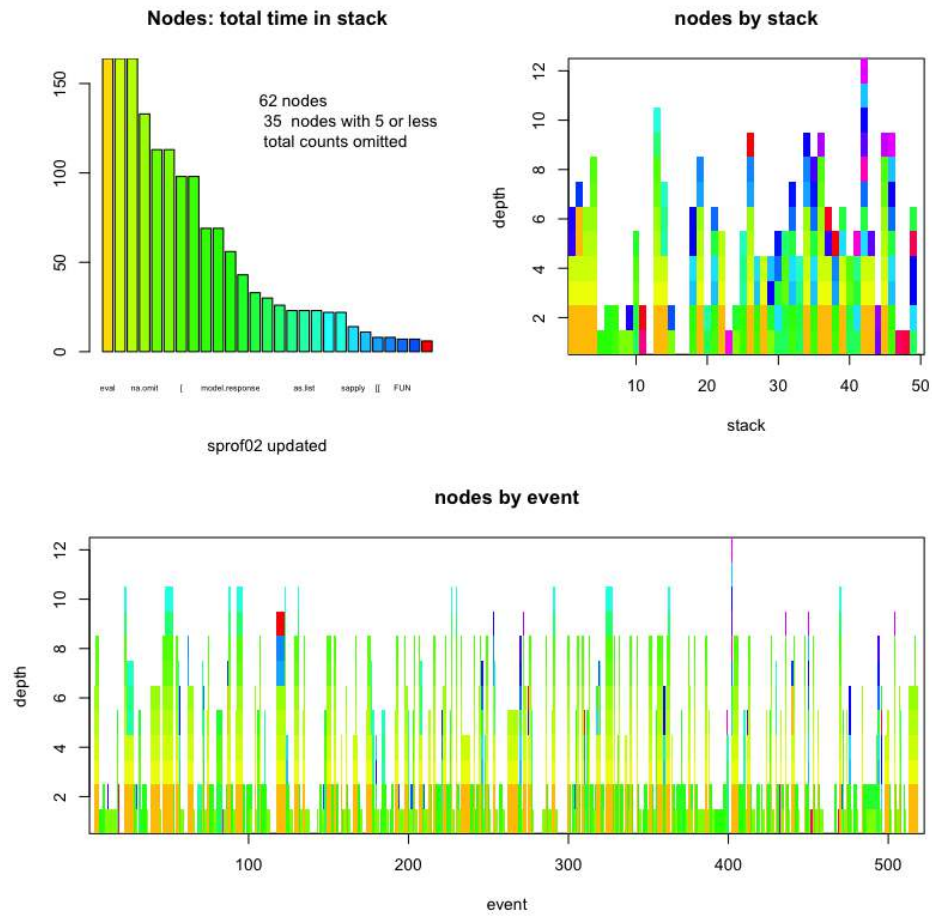 Nodes: total time in stack
150
100
50
0
62 nodes
35 nodes with 5 or less
total counts omitted
eval na.omit [ model.response as.list sapply [[ FUN
sprof02 updated
nodes by stack
12
10
8
6
4
2
depth
10 20 30 40 50
stack
nodes by event
12
10
8
6
4
2
depth
100 200 300 400 500
event